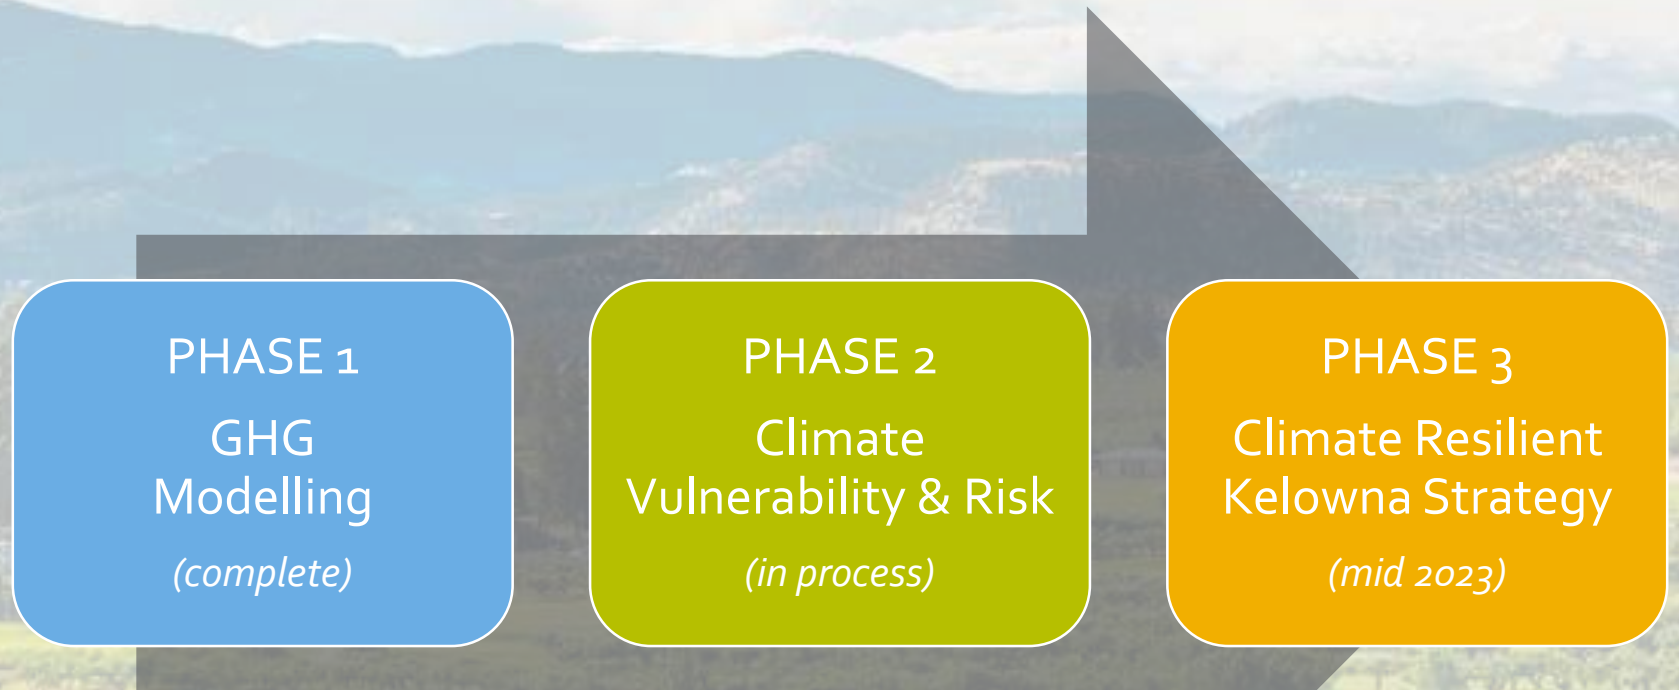 PHASE 1
GHG
Modelling
(complete)
PHASE 2
Climate
Vulnerability & Risk
(in process)
PHASE 3
Climate Resilient
Kelowna Strategy
(mid 2023)